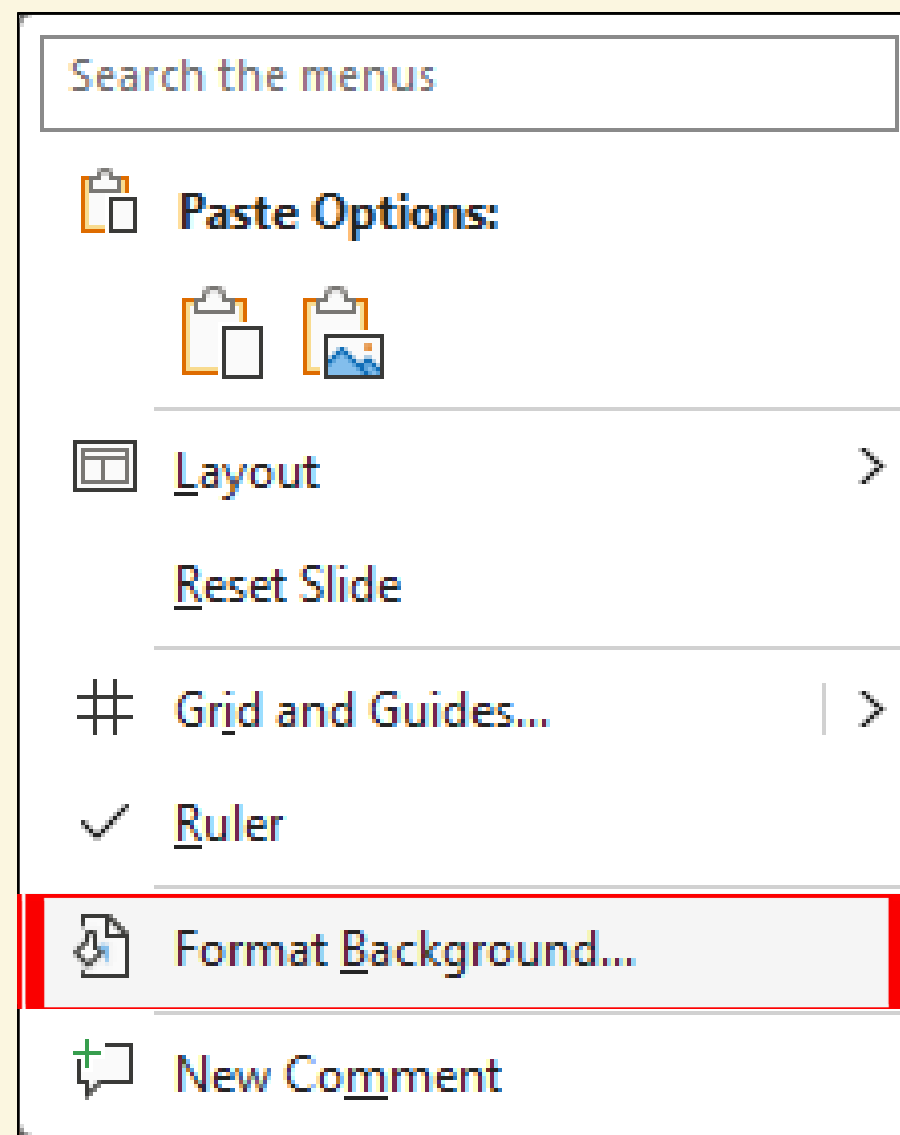 Search the menus
Paste Options:
Layout
Reset Slide
Grid and Guides...
Ruler
Format Background...
New Comment